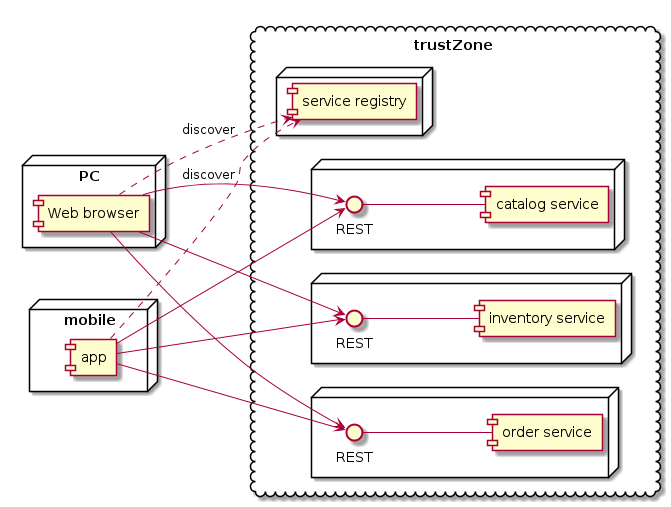 trustZone
service registry
discover
PC
discover
Web browser
catalog service
REST
mobile
inventory service
REST
app
order service
REST